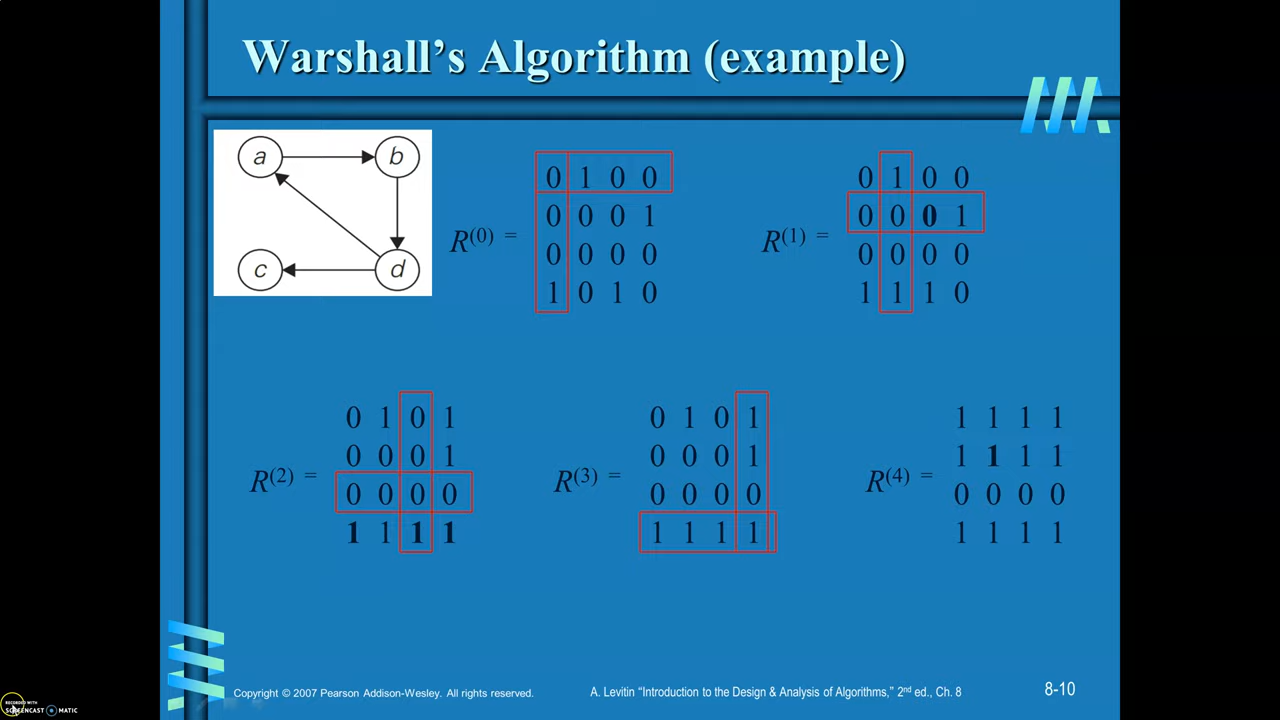 Warshall's Algorithm (example)
a b
c d
R(0) =
0 1 0 0
0 0 0 1
0 0 0 0
1 0 1 0
R(1) =
0 1 0 0
0 0 0 1
0 0 0 0
1 1 1 0
R(2) =
0 1 0 1
0 0 0 1
0 0 0 0
1 1 1 1
R(3) =
0 1 0 1
0 0 0 1
0 0 0 0
1 1 1 1
R(4) =
1 1 1 1
1 1 1 1
0 0 0 0
1 1 1 1
Copyright © 2007 Pearson Addison-Wesley. All rights reserved.
A. Levitin "Introduction to the Design & Analysis of Algorithms," 2nd ed., Ch. 8
8-10
RECORDED WITH
SCREENCAST MATIC